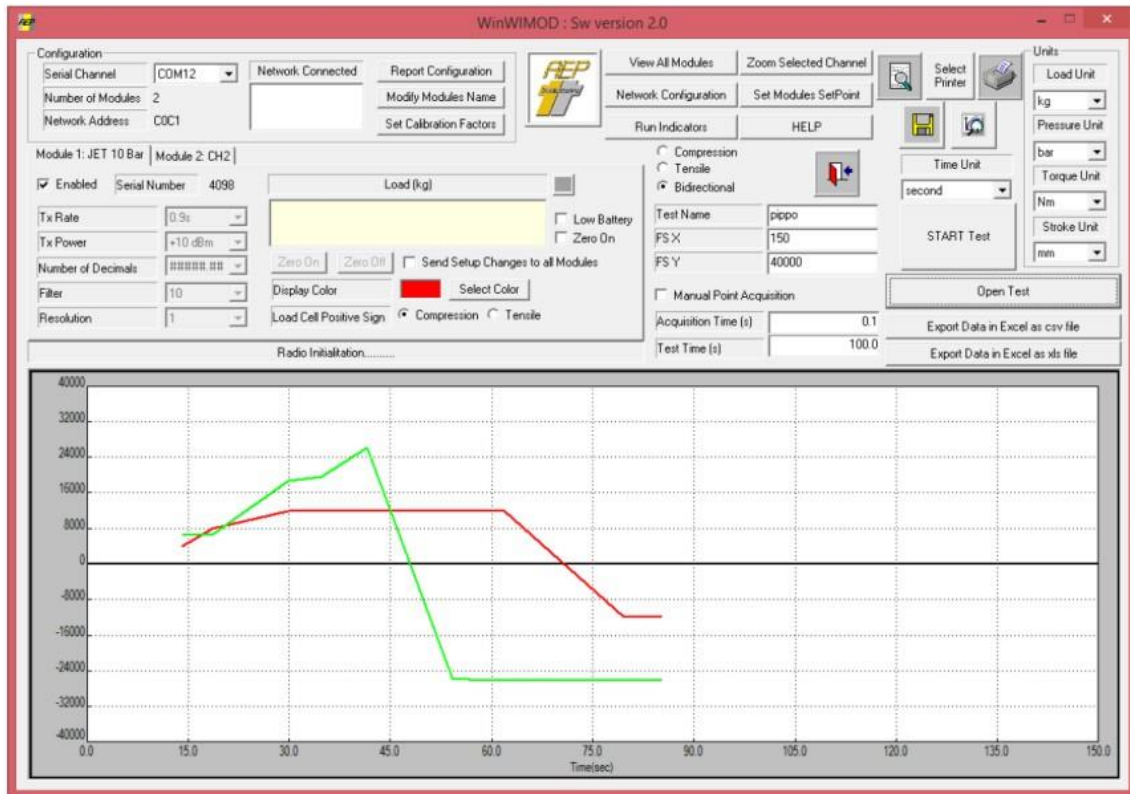 WinWIMOD : Sw version 2.0
Configuration
Serial Channel COM12
Number of Modules 2
Network Address C0C1
Network Connected
Report Configuration
Modify Modules Name
Set Calibration Factors
AEP
View All Modules
Zoom Selected Channel
Network Configuration
Set Modules SetPoint
Run Indicators
HELP
Select
Printer
Units
Load Unit
kg
Pressure Unit
bar
Torque Unit
Nm
Stroke Unit
mm
Module 1: JET 10 Bar
Module 2: CH2
Enabled
Serial Number 4098
Tx Rate 0.9s
Tx Power +10 dBm
Number of Decimals #####.##
Filter 10
Resolution 1
Load (kg)
Low Battery
Zero On
Zero On
Zero Off
Send Setup Changes to all Modules
Display Color
Select Color
Load Cell Positive Sign
Compression
Tensile
Radio Initialitation..........
Compression
Tensile
Bidirectional
Test Name pippo
FS X 150
FS Y 40000
Manual Point Acquisition
Acquisition Time (s) 0.1
Test Time (s) 100.0
Time Unit
second
START Test
Open Test
Export Data in Excel as csv file
Export Data in Excel as xls file
40000
32000
24000
16000
8000
0
-8000
-16000
-24000
-32000
-40000
0.0 15.0 30.0 45.0 60.0 75.0 90.0 105.0 120.0 135.0 150.0
Time(sec)